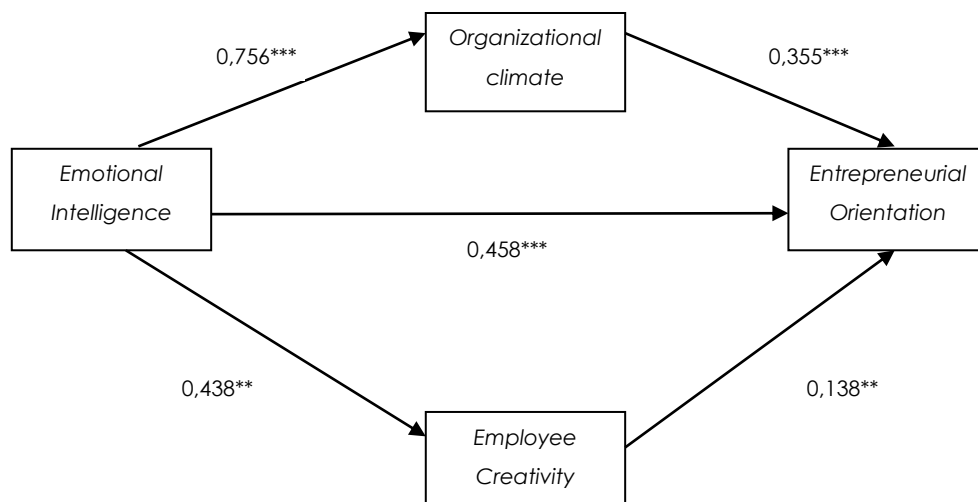 Organizational
climate
0,756***
0,355***
Emotional
Intelligence
Entrepreneurial
Orientation
0,458***
0,438**
0,138**
Employee
Creativity